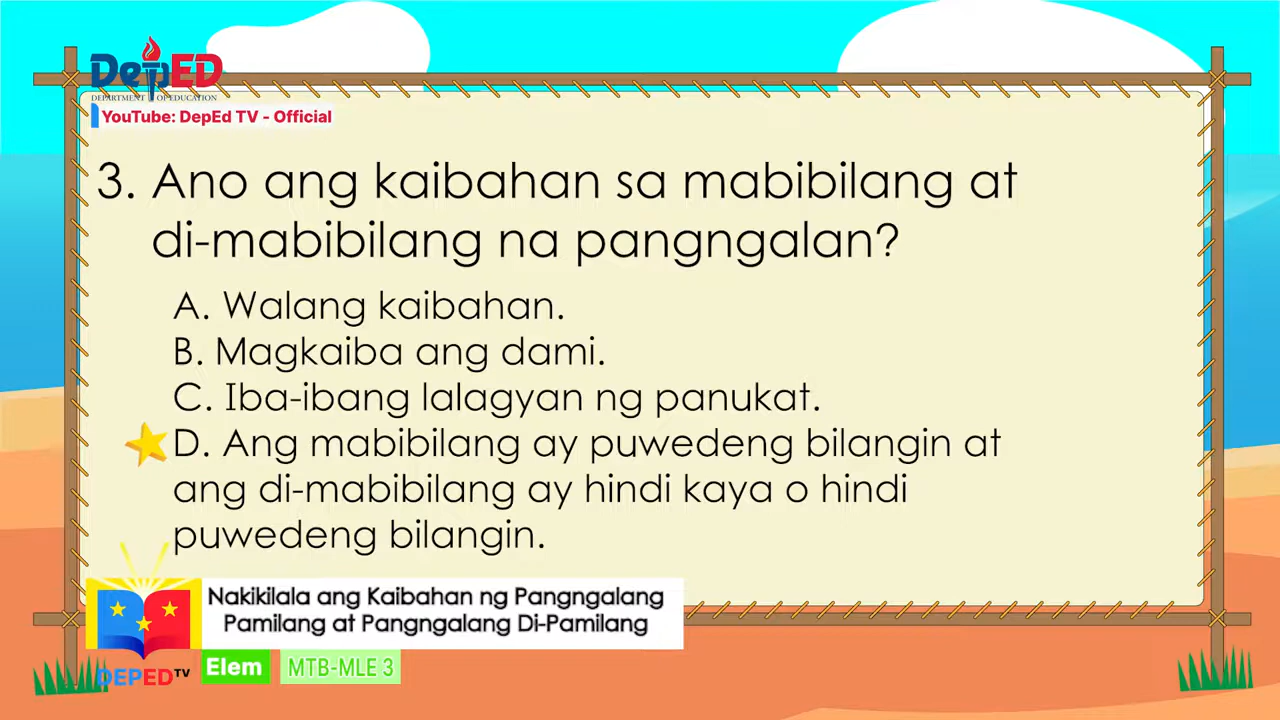 DepED
DEPARTMENT OF EDUCATION
YouTube: DepEd TV - Official
3. Ano ang kaibahan sa mabibilang at
di-mabibilang na pangngalan?
A. Walang kaibahan.
B. Magkaiba ang dami.
C. Iba-ibang lalagyan ng panukat.
D. Ang mabibilang ay puwedeng bilangin at
ang di-mabibilang ay hindi kaya o hindi
puwedeng bilangin.
Nakikilala ang Kaibahan ng Pangngalang
Pamilang at Pangngalang Di-Pamilang
DEPED TV
Elem MTB-MLE 3